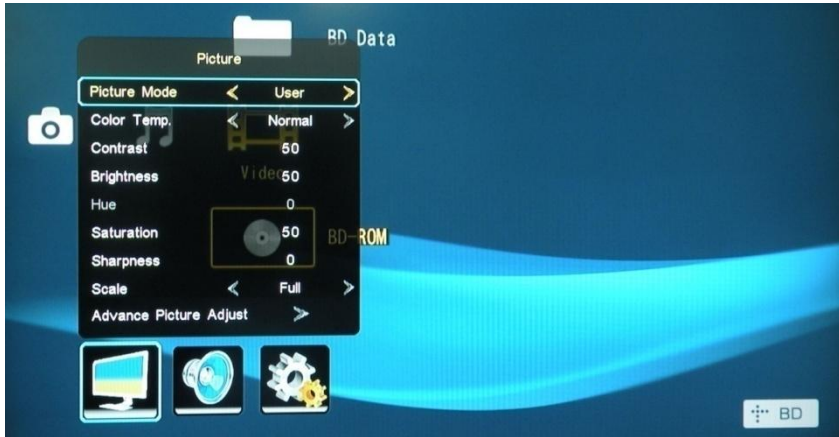 BD Data
Picture
Picture Mode < User >
Color Temp. < Normal >
Contrast 50
Brightness 50
Video
Hue 0
Saturation 50
BD-ROM
Sharpness 0
Scale < Full >
Advance Picture Adjust >
BD